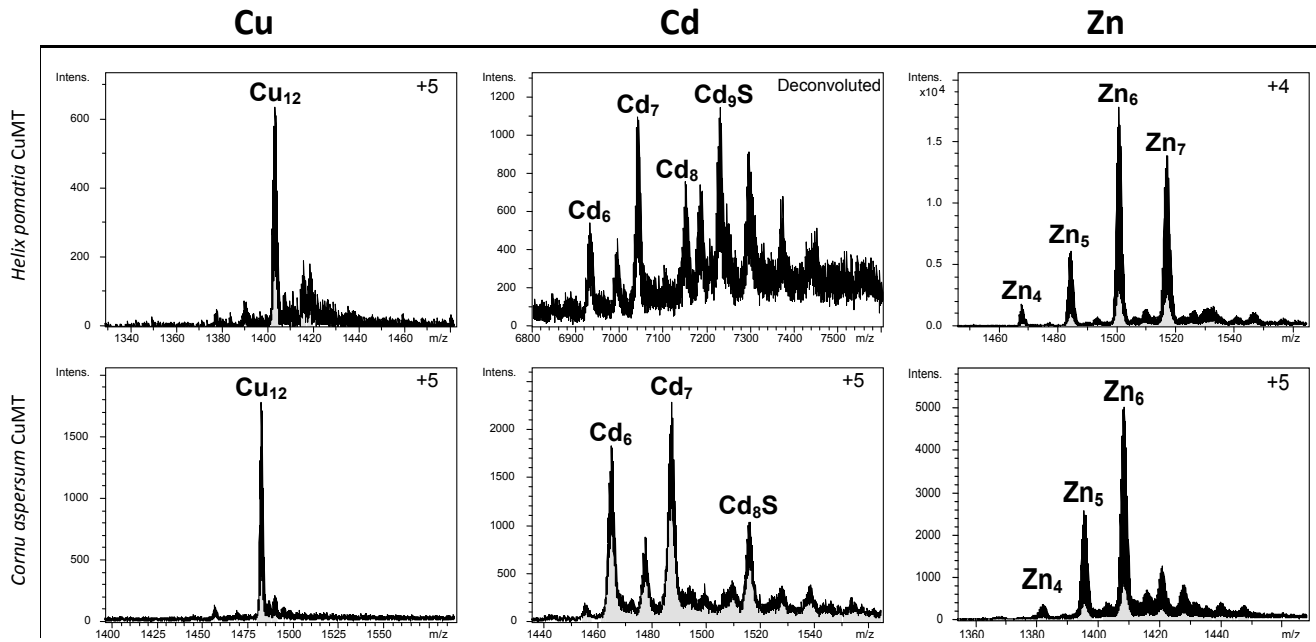 Cu Cd Zn
Helix pomatia CuMT
Intens.
+5
Cu₁₂
600
400
200
0
1340 1360 1380 1400 1420 1440 1460 m/z
Intens.
Deconvoluted
1200
1000
800
600
400
200
0
Cd₆
Cd₇
Cd₈
Cd₉S
6800 6900 7000 7100 7200 7300 7400 7500 m/z
Intens.
x10⁴
+4
1.5
1.0
0.5
0.0
Zn₄
Zn₅
Zn₆
Zn₇
1460 1480 1500 1520 1540 m/z
Cornu aspersum CuMT
Intens.
+5
Cu₁₂
1500
1000
500
0
1400 1425 1450 1475 1500 1525 1550 m/z
Intens.
+5
2000
1500
1000
500
0
Cd₆
Cd₇
Cd₈S
1440 1460 1480 1500 1520 1540 m/z
Intens.
+5
5000
4000
3000
2000
1000
0
Zn₄
Zn₅
Zn₆
1360 1380 1400 1420 1440 m/z